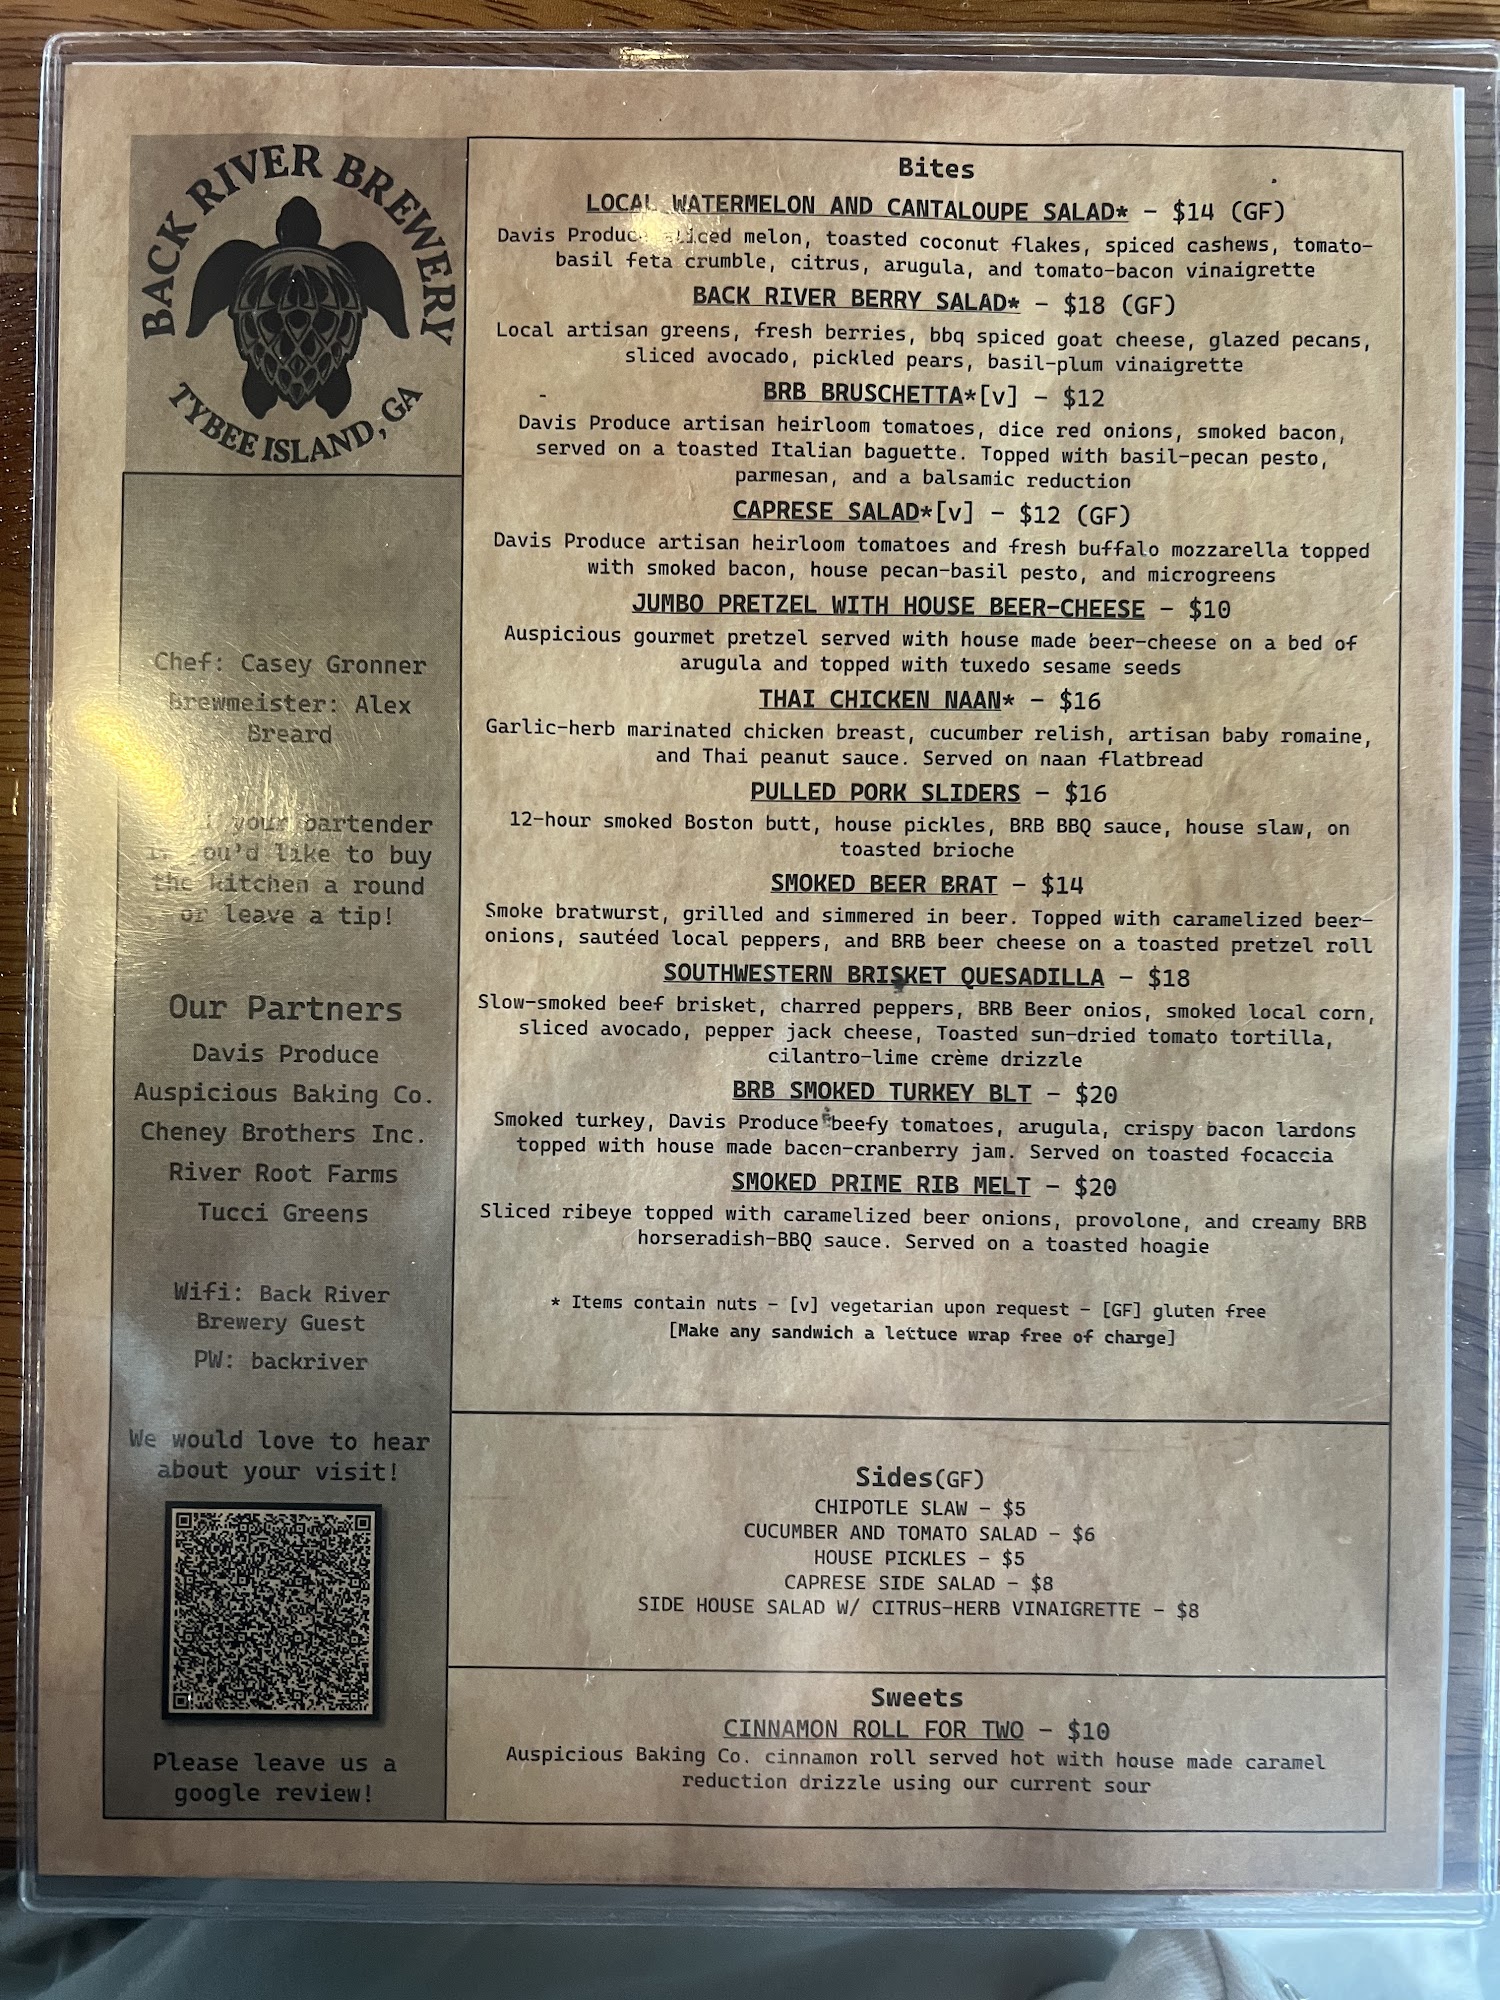 BACK RIVER BREWERY
TYBEE ISLAND, GA
Chef: Casey Gronner
Brewmeister: Alex
Breard
your bartender
you'd like to buy
the kitchen a round
or leave a tip!
Our Partners
Davis Produce
Auspicious Baking Co.
Cheney Brothers Inc.
River Root Farms
Tucci Greens
Wifi: Back River
Brewery Guest
PW: backriver
We would love to hear
about your visit!
Please leave us a
google review!
Bites
LOCAL WATERMELON AND CANTALOUPE SALAD* - $14 (GF)
Davis Produce sliced melon, toasted coconut flakes, spiced cashews, tomato-
basil feta crumble, citrus, arugula, and tomato-bacon vinaigrette
BACK RIVER BERRY SALAD* - $18 (GF)
Local artisan greens, fresh berries, bbq spiced goat cheese, glazed pecans,
sliced avocado, pickled pears, basil-plum vinaigrette
BRB BRUSCHETTA*[v] - $12
Davis Produce artisan heirloom tomatoes, dice red onions, smoked bacon,
served on a toasted Italian baguette. Topped with basil-pecan pesto,
parmesan, and a balsamic reduction
CAPRESE SALAD*[v] - $12 (GF)
Davis Produce artisan heirloom tomatoes and fresh buffalo mozzarella topped
with smoked bacon, house pecan-basil pesto, and microgreens
JUMBO PRETZEL WITH HOUSE BEER-CHEESE - $10
Auspicious gourmet pretzel served with house made beer-cheese on a bed of
arugula and topped with tuxedo sesame seeds
THAI CHICKEN NAAN* - $16
Garlic-herb marinated chicken breast, cucumber relish, artisan baby romaine,
and Thai peanut sauce. Served on naan flatbread
PULLED PORK SLIDERS - $16
12-hour smoked Boston butt, house pickles, BRB BBQ sauce, house slaw, on
toasted brioche
SMOKED BEER BRAT - $14
Smoke bratwurst, grilled and simmered in beer. Topped with caramelized beer-
onions, sautéed local peppers, and BRB beer cheese on a toasted pretzel roll
SOUTHWESTERN BRISKET QUESADILLA - $18
Slow-smoked beef brisket, charred peppers, BRB Beer onios, smoked local corn,
sliced avocado, pepper jack cheese, Toasted sun-dried tomato tortilla,
cilantro-lime crème drizzle
BRB SMOKED TURKEY BLT - $20
Smoked turkey, Davis Produce beefy tomatoes, arugula, crispy bacon lardons
topped with house made bacon-cranberry jam. Served on toasted focaccia
SMOKED PRIME RIB MELT - $20
Sliced ribeye topped with caramelized beer onions, provolone, and creamy BRB
horseradish-BBQ sauce. Served on a toasted hoagie
* Items contain nuts - [v] vegetarian upon request - [GF] gluten free
[Make any sandwich a lettuce wrap free of charge]
Sides(GF)
CHIPOTLE SLAW - $5
CUCUMBER AND TOMATO SALAD - $6
HOUSE PICKLES - $5
CAPRESE SIDE SALAD - $8
SIDE HOUSE SALAD W/ CITRUS-HERB VINAIGRETTE - $8
Sweets
CINNAMON ROLL FOR TWO - $10
Auspicious Baking Co. cinnamon roll served hot with house made caramel
reduction drizzle using our current sour